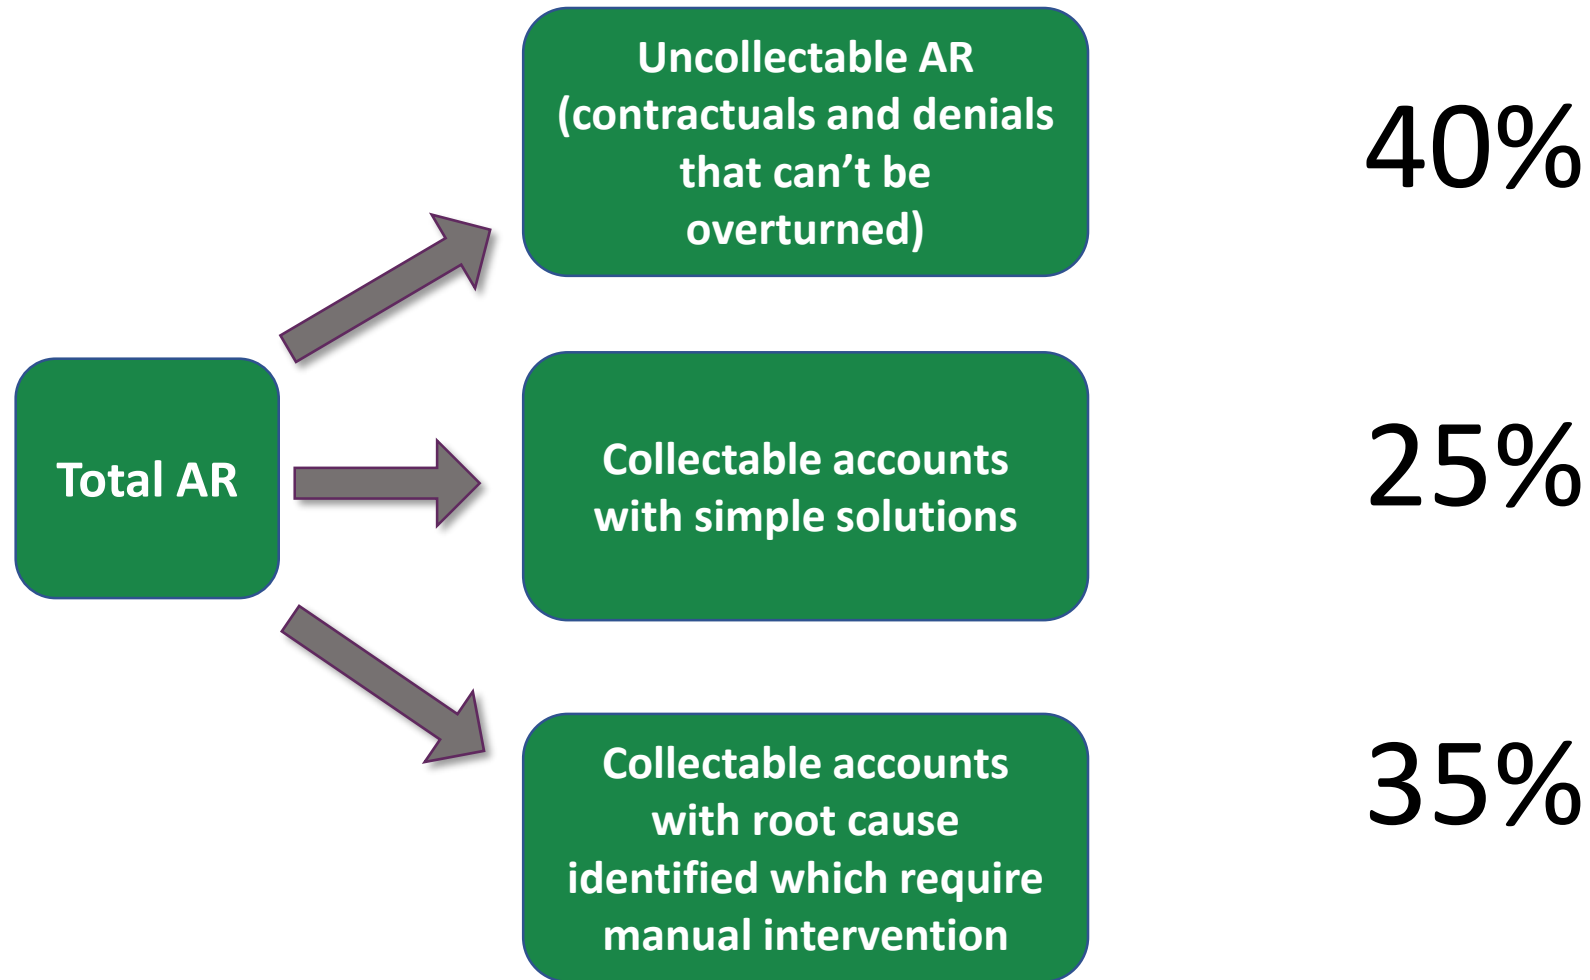 Uncollectable AR
(contractuals and denials
that can’t be
overturned)
40%
Total AR
Collectable accounts
with simple solutions
25%
Collectable accounts
with root cause
identified which require
manual intervention
35%